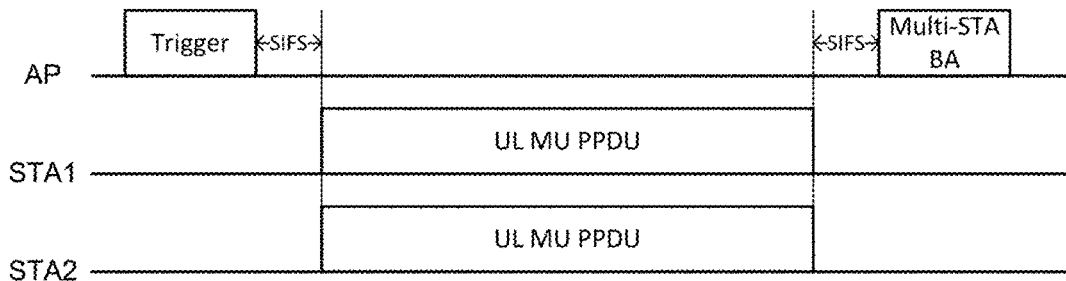 Trigger
SIFS
SIFS
Multi-STA
BA
AP
UL MU PPDU
STA1
UL MU PPDU
STA2